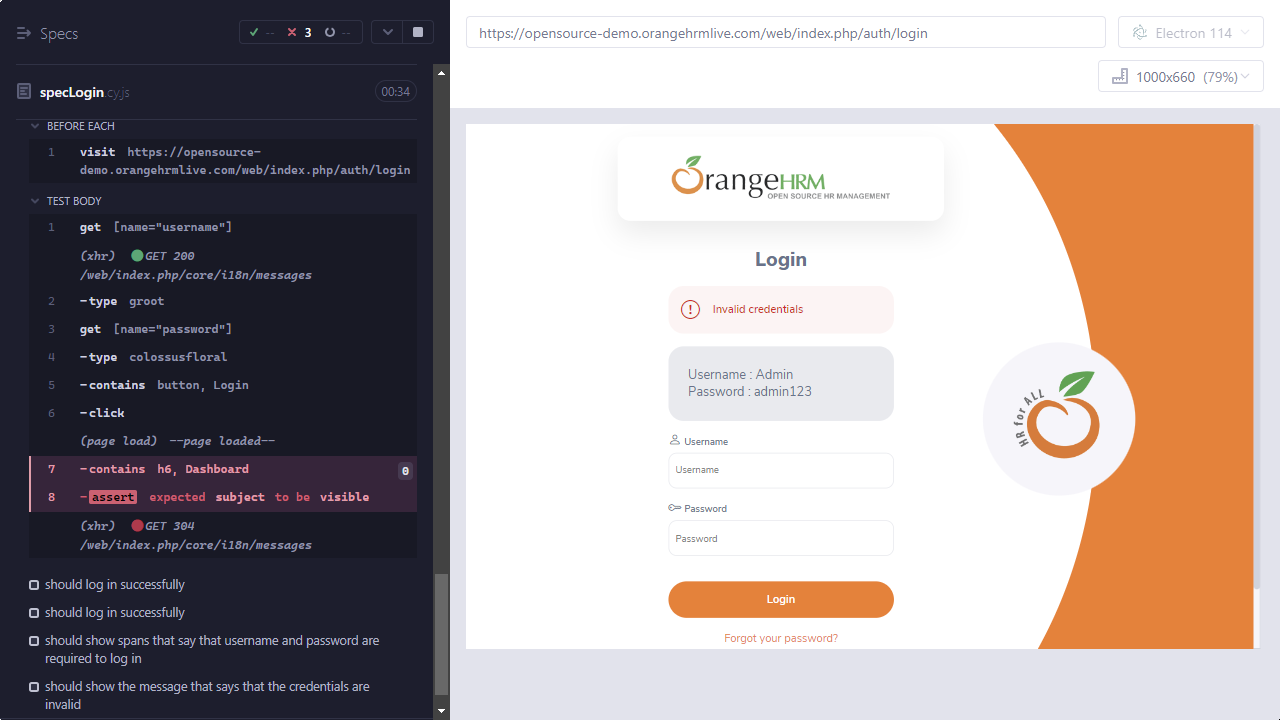 Specs
--
3
--
specLogin.cy.js
00:34
BEFORE EACH
1 visit https://opensource-
demo.orangehrmlive.com/web/index.php/auth/login
TEST BODY
1 get [name="username"]
(xhr) GET 200
/web/index.php/core/i18n/messages
2 -type groot
3 get [name="password"]
4 -type colossusfloral
5 -contains button, Login
6 -click
(page load) --page loaded--
7 -contains h6, Dashboard 0
8 -assert expected subject to be visible
(xhr) GET 304
/web/index.php/core/i18n/messages
should log in successfully
should log in successfully
should show spans that say that username and password are
required to log in
should show the message that says that the credentials are
invalid
https://opensource-demo.orangehrmlive.com/web/index.php/auth/login
Electron 114
1000x660 (79%)
OrangeHRM
OPEN SOURCE HR MANAGEMENT
Login
Invalid credentials
Username : Admin
Password : admin123
Username
Username
Password
Password
Login
Forgot your password?
HR for ALL